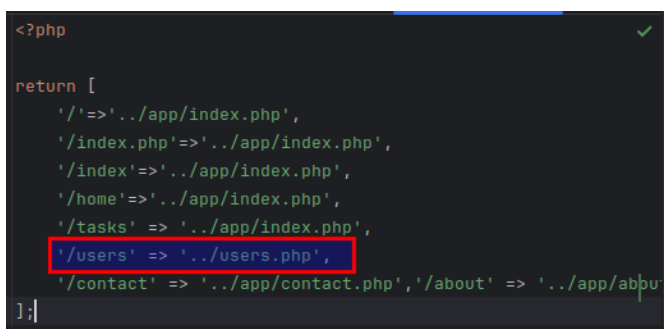 <?php
return [
'/'=>'../app/index.php',
'/index.php'=>'../app/index.php',
'/index'=>'../app/index.php',
'/home'=>'../app/index.php',
'/tasks' => '../app/index.php',
'/users' => '../users.php',
'/contact' => '../app/contact.php','/about' => '../app/abou
];